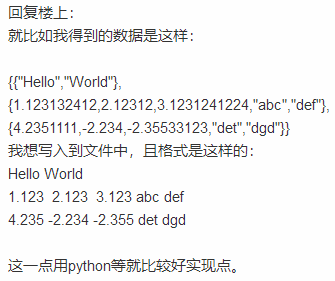 回复楼上：
就比如我得到的数据是这样：
{{"Hello","World"},
{1.123132412,2.12312,3.1231241224,"abc","def"},
{4.2351111,-2.234,-2.35533123,"det","dgd"}}
我想写入到文件中，且格式是这样的：
Hello World
1.123  2.123  3.123 abc def
4.235 -2.234 -2.355 det dgd
这一点用python等就比较好实现点。